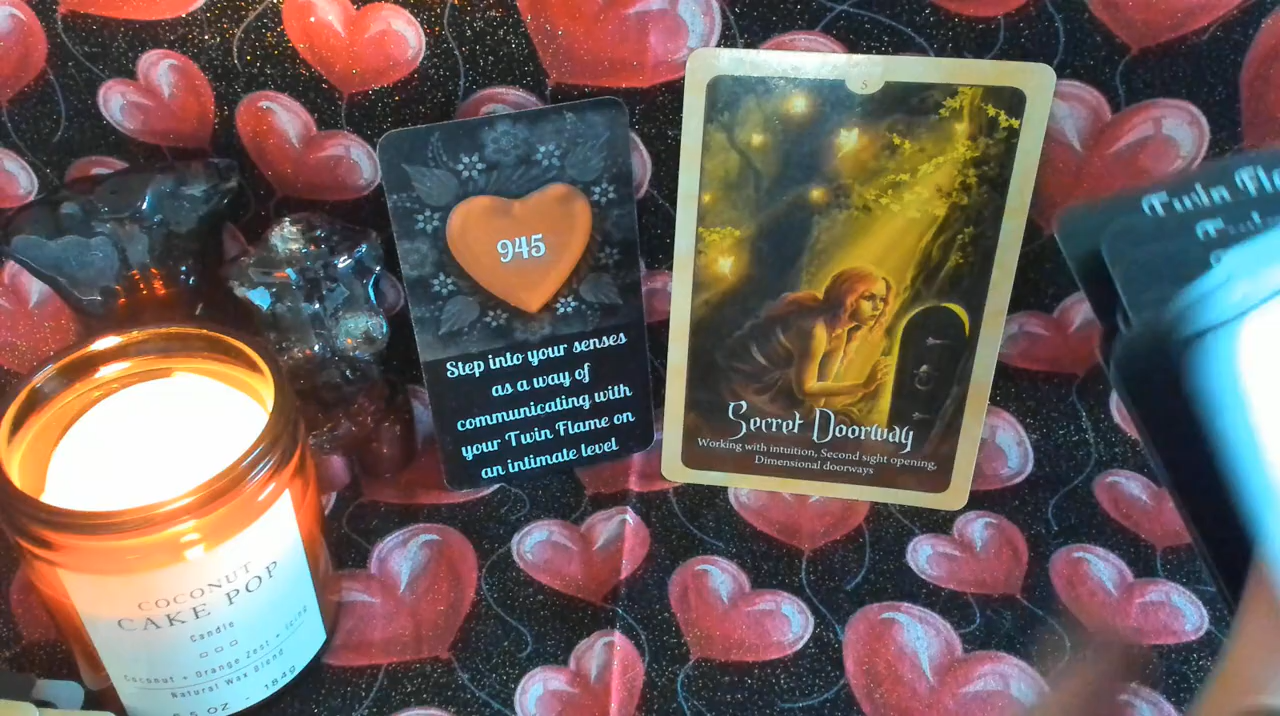 945
Step into your senses
as a way of
communicating with
your Twin Flame on
an intimate level
5
Secret Doorway
Working with intuition, Second sight opening,
Dimensional doorways
Twin
COCONUT
CAKE POP
Candle
Coconut + Orange Zest + Icing
Natural Wax Blend
OZ - 184g